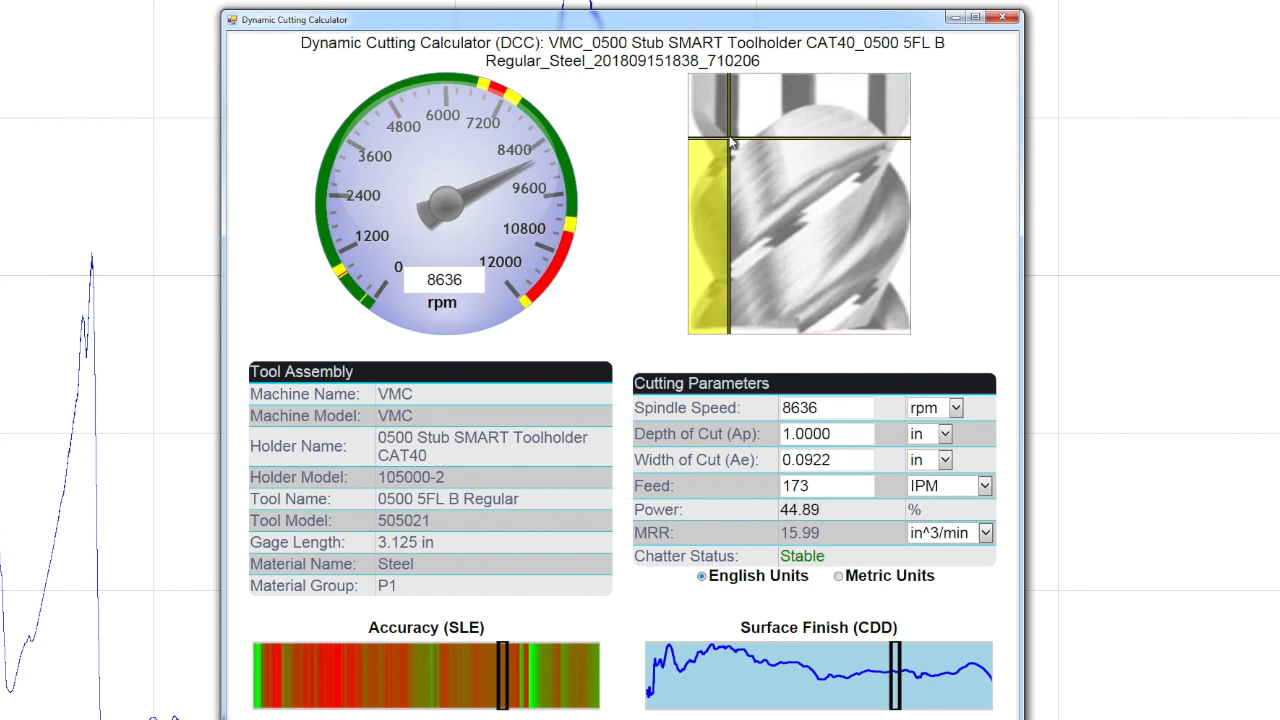 Dynamic Cutting Calculator
Dynamic Cutting Calculator (DCC): VMC_0500 Stub SMART Toolholder CAT40_0500 5FL B
Regular_Steel_201809151838_710206
0
1200
2400
3600
4800
6000
7200
8400
9600
10800
12000
8636
rpm
Tool Assembly
Machine Name: VMC
Machine Model: VMC
Holder Name: 0500 Stub SMART Toolholder
CAT40
Holder Model: 105000-2
Tool Name: 0500 5FL B Regular
Tool Model: 505021
Gage Length: 3.125 in
Material Name: Steel
Material Group: P1
Cutting Parameters
Spindle Speed: 8636 rpm
Depth of Cut (Ap): 1.0000 in
Width of Cut (Ae): 0.0922 in
Feed: 173 IPM
Power: 44.89 %
MRR: 15.99 in^3/min
Chatter Status: Stable
English Units Metric Units
Accuracy (SLE)
Surface Finish (CDD)